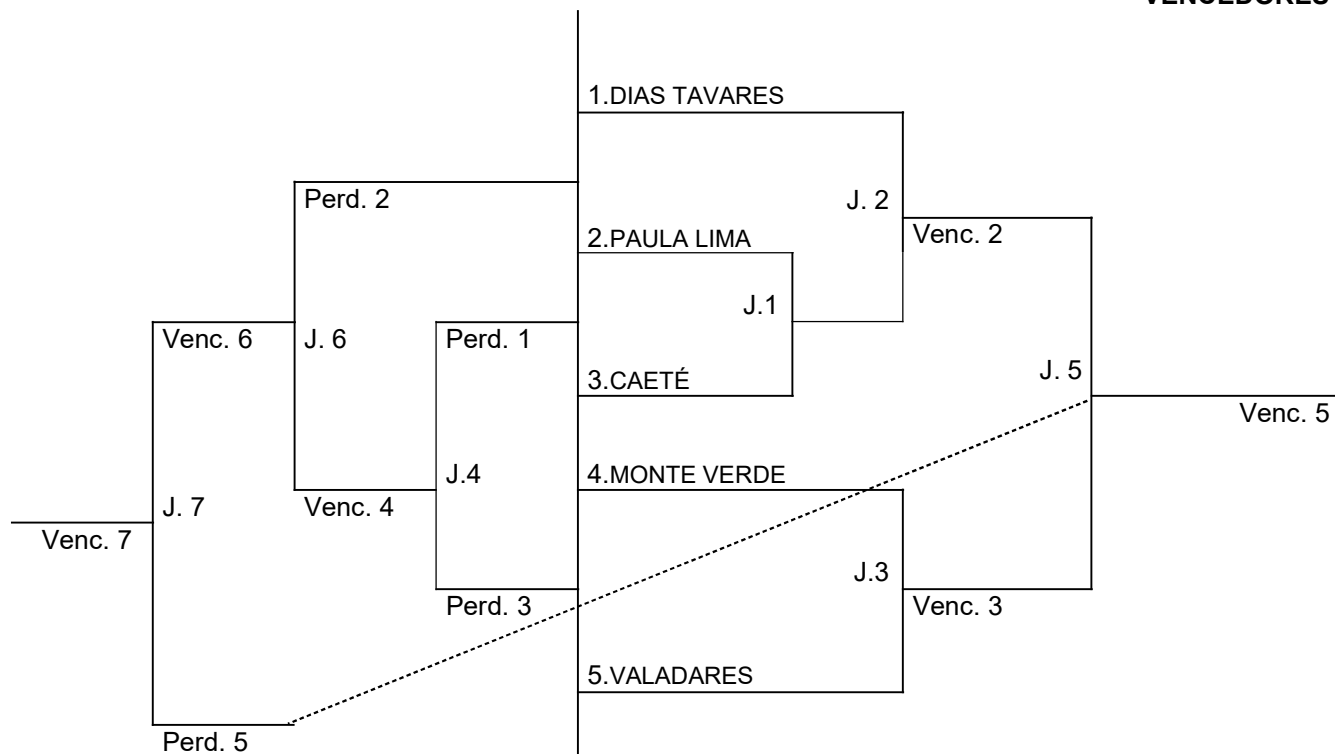 VENCEDORES
1.DIAS TAVARES
Perd. 2
J. 2
2.PAULA LIMA
Venc. 2
J.1
Venc. 6
J. 6
Perd. 1
3.CAETÉ
J. 5
Venc. 5
J.4
4.MONTE VERDE
Venc. 4
J. 7
Venc. 7
J.3
Perd. 3
Venc. 3
5.VALADARES
Perd. 5